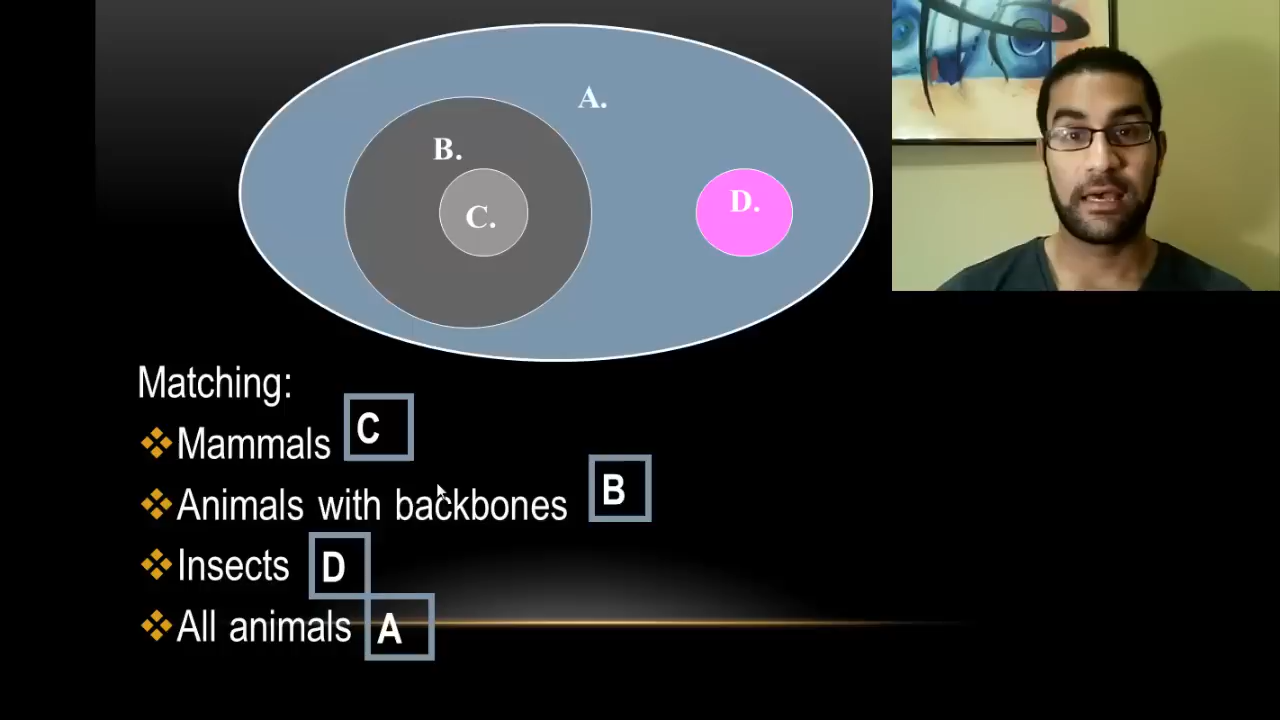 A.
B.
C.
D.
Matching:
❖Mammals C
❖Animals with backbones B
❖Insects D
❖All animals A